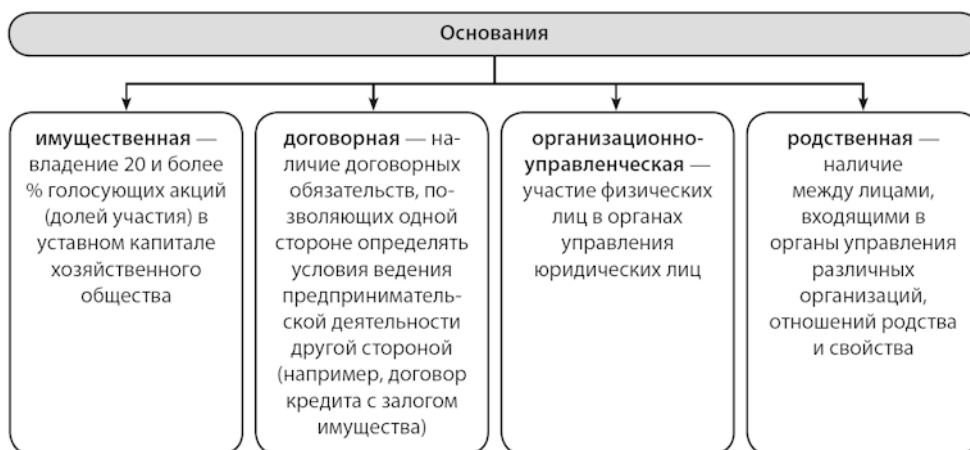 Основания
имущественная —
владение 20 и более
% голосующих акций
(долей участия) в
уставном капитале
хозяйственного
общества
договорная — на-
личие договорных
обязательств, по-
зволяющих одной
стороне определять
условия ведения
предприниматель-
ской деятельности
другой стороной
(например, договор
кредита с залогом
имущества)
организационно-
управленческая —
участие физических
лиц в органах
управления
юридических лиц
родственная —
наличие
между лицами,
входящими в
органы управления
различных
организаций,
отношений родства
и свойства